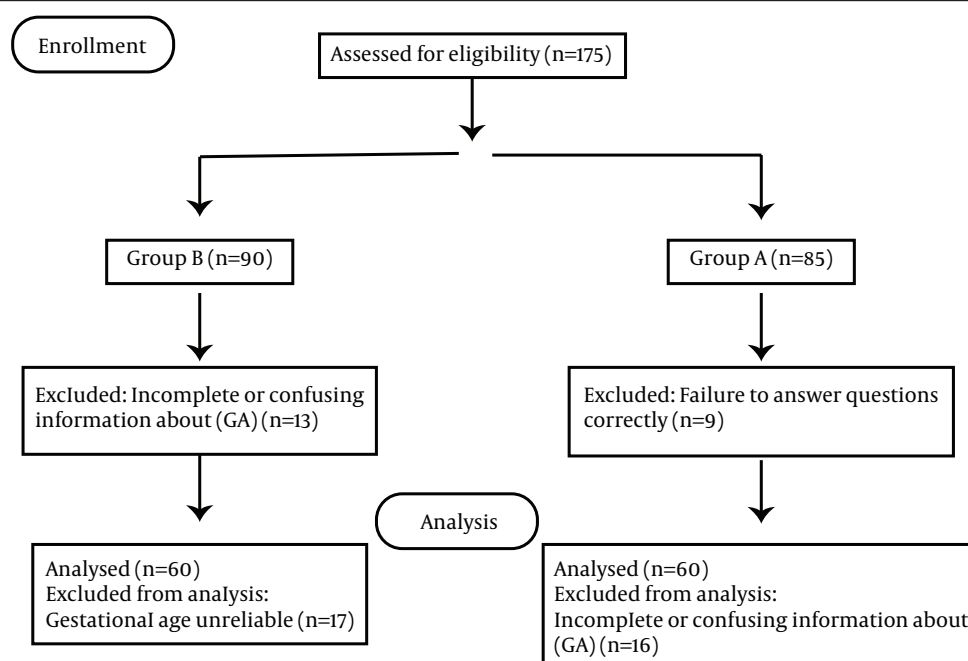 Enrollment
Assessed for eligibility (n=175)
Group B (n=90)
Group A (n=85)
Excluded: Incomplete or confusing
information about (GA) (n=13)
Excluded: Failure to answer questions
correctly (n=9)
Analysis
Analysed (n=60)
Excluded from analysis:
Gestational age unreliable (n=17)
Analysed (n=60)
Excluded from analysis:
Incomplete or confusing information about
(GA) (n=16)